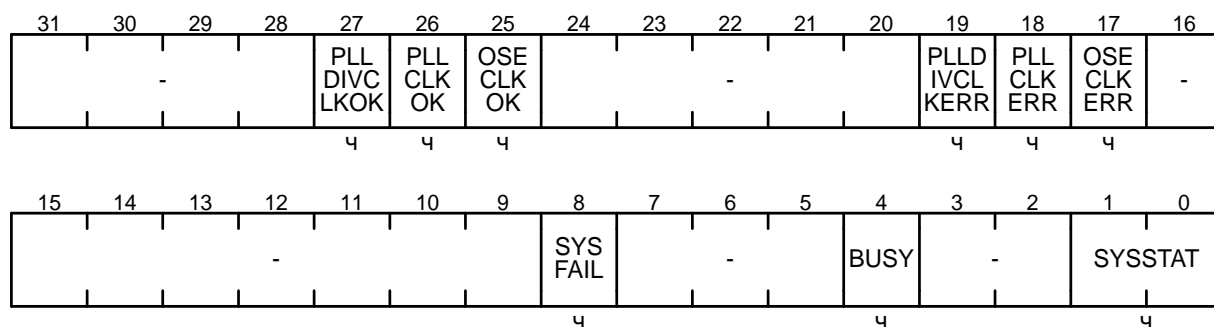 31 30 29 28 27 26 25 24 23 22 21 20 19 18 17 16
- PLL DIVC LKOK PLL CLK OK OSE CLK OK - PLLD IVCL KERR PLL CLK ERR OSE CLK ERR -
ч ч ч ч ч ч
15 14 13 12 11 10 9 8 7 6 5 4 3 2 1 0
- SYS FAIL - BUSY - SYSSTAT
ч ч ч